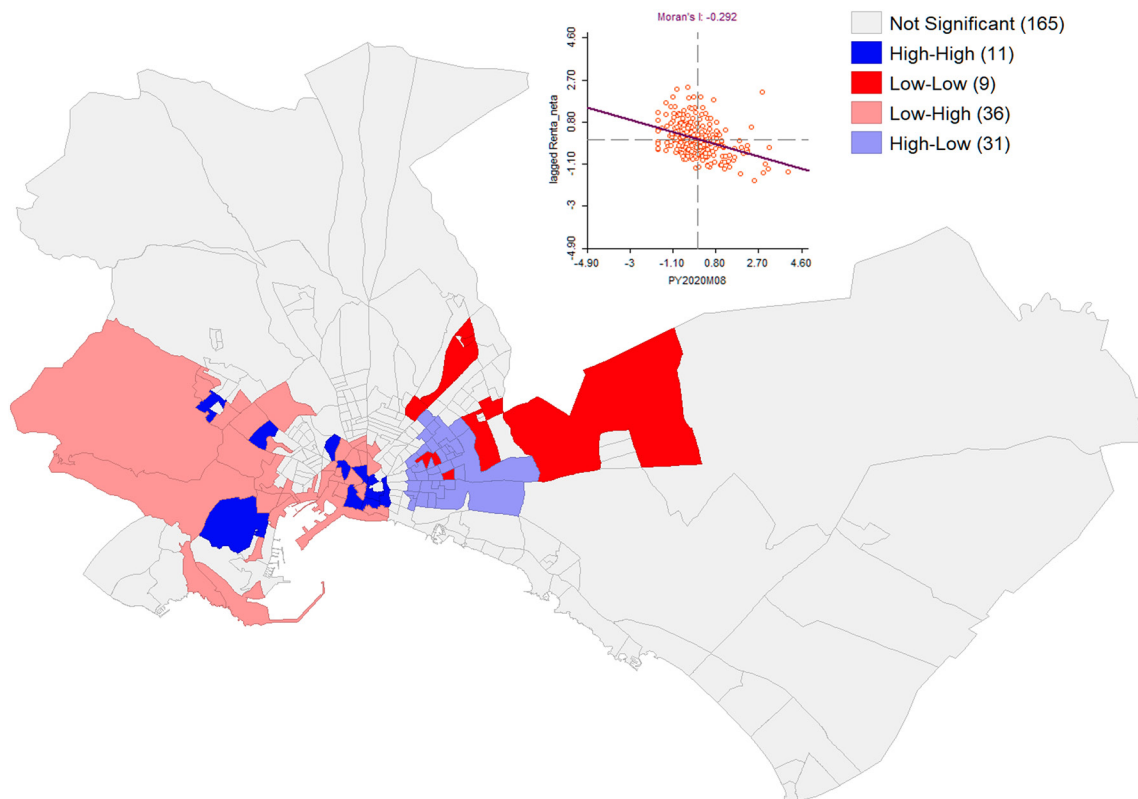 Moran's I: -0.292
4.60
2.70
0.80
-1.10
-3
-4.90
lagged Renta_neta
-4.90 -3 -1.10 0.80 2.70 4.60
PY2020M08
Not Significant (165)
High-High (11)
Low-Low (9)
Low-High (36)
High-Low (31)